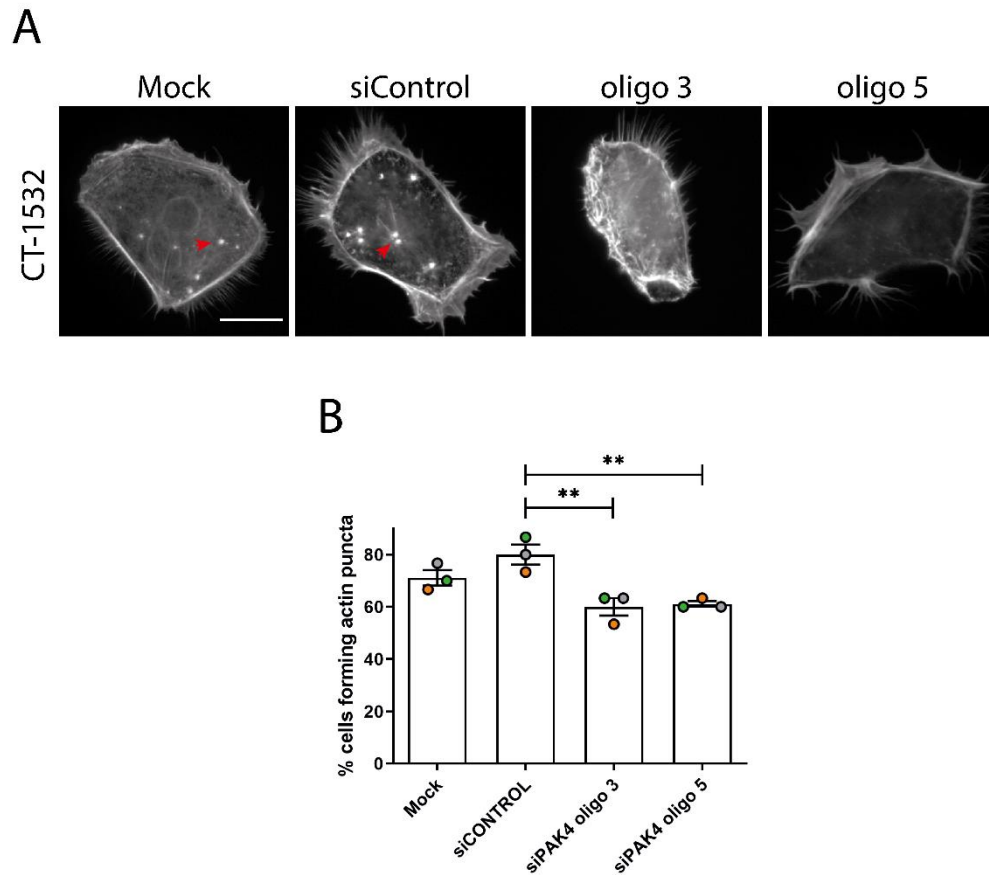 A
Mock siControl oligo 3 oligo 5
CT-1532
B
**
**
% cells forming actin puncta
80
60
40
20
0
Mock
siCONTROL
siPAK4 oligo 3
siPAK4 oligo 5